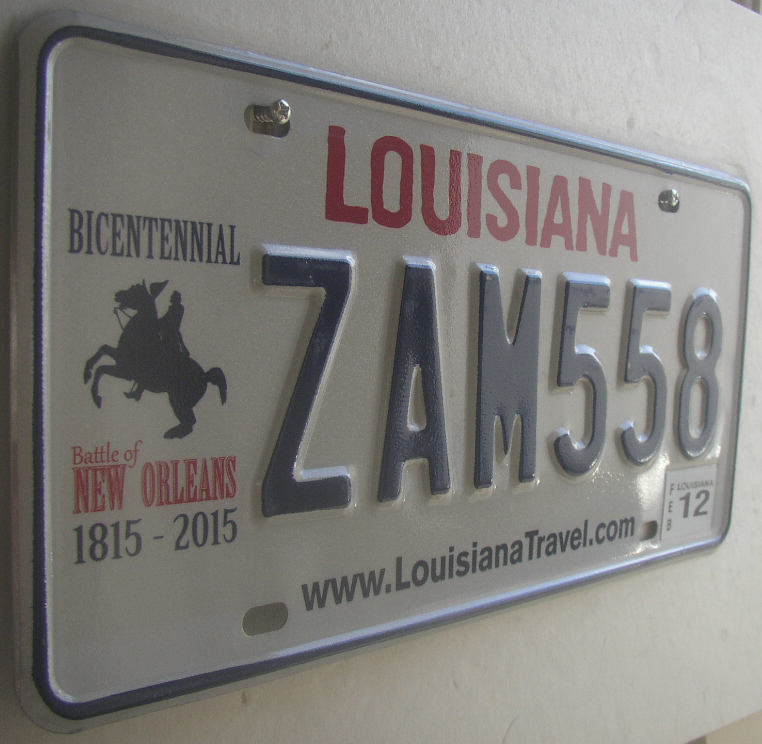 LOUISIANA
BICENTENNIAL
ZAM558
Battle of
NEW ORLEANS
1815 - 2015
www.LouisianaTravel.com
FEB
LOUISIANA
12